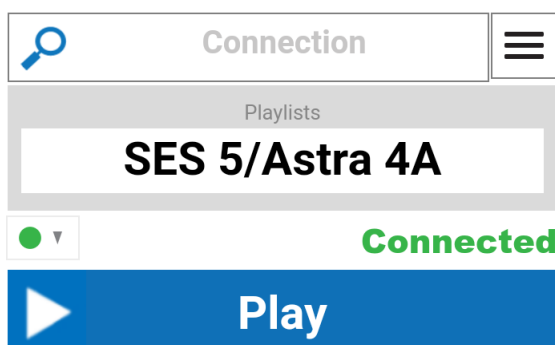 Connection
Playlists
SES 5/Astra 4A
Connected
Play